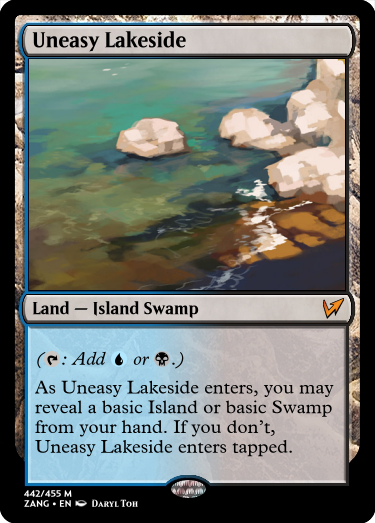 Uneasy Lakeside
Land — Island Swamp
(: Add or .)
As Uneasy Lakeside enters, you may
reveal a basic Island or basic Swamp
from your hand. If you don’t,
Uneasy Lakeside enters tapped.
442/455 M
ZANG • EN Daryl Toh